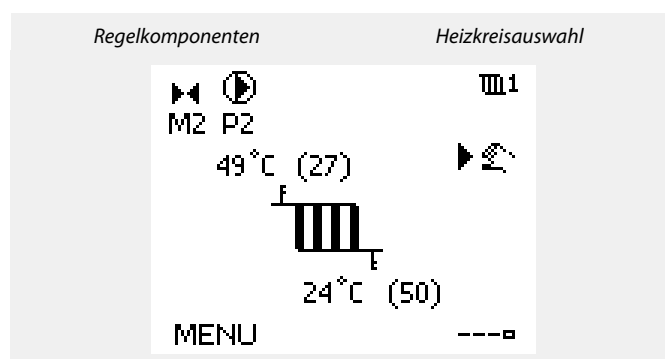 Regelkomponenten Heizkreisauswahl
1
M2 P2
49°C (27)
24°C (50)
MENU